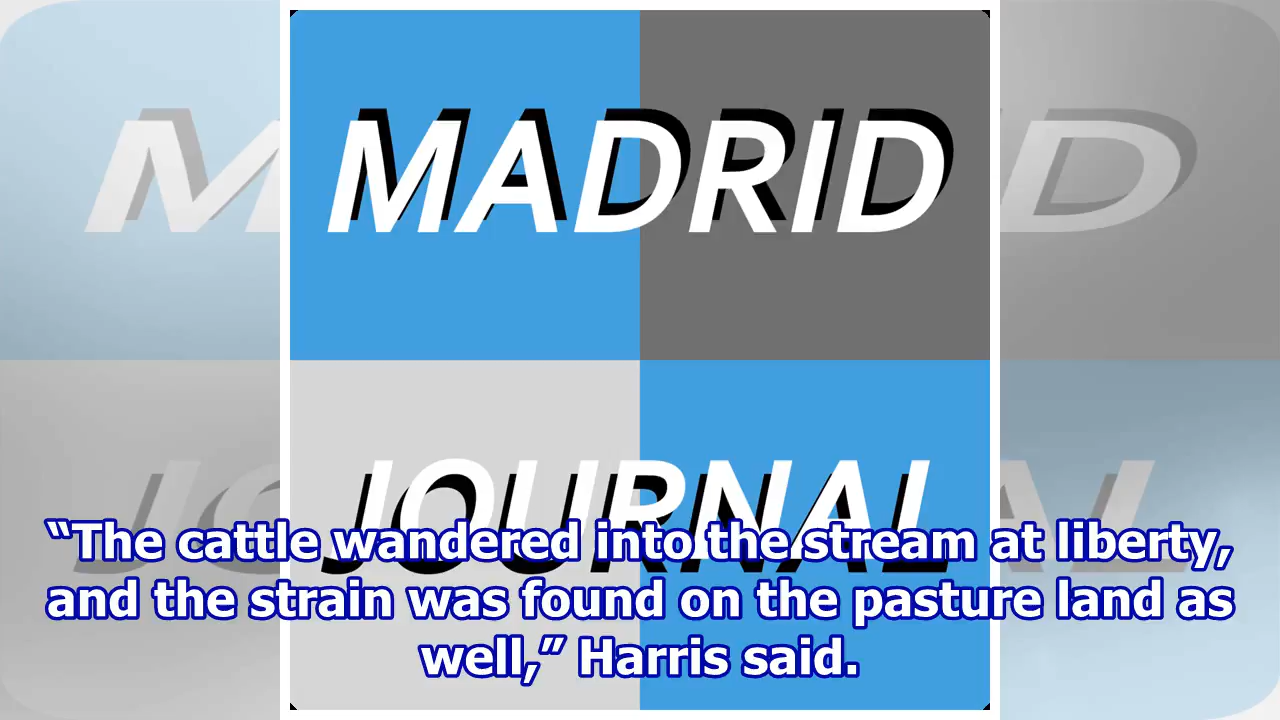 MADRID
JOURNAL
“The cattle wandered into the stream at liberty,
and the strain was found on the pasture land as
well,” Harris said.